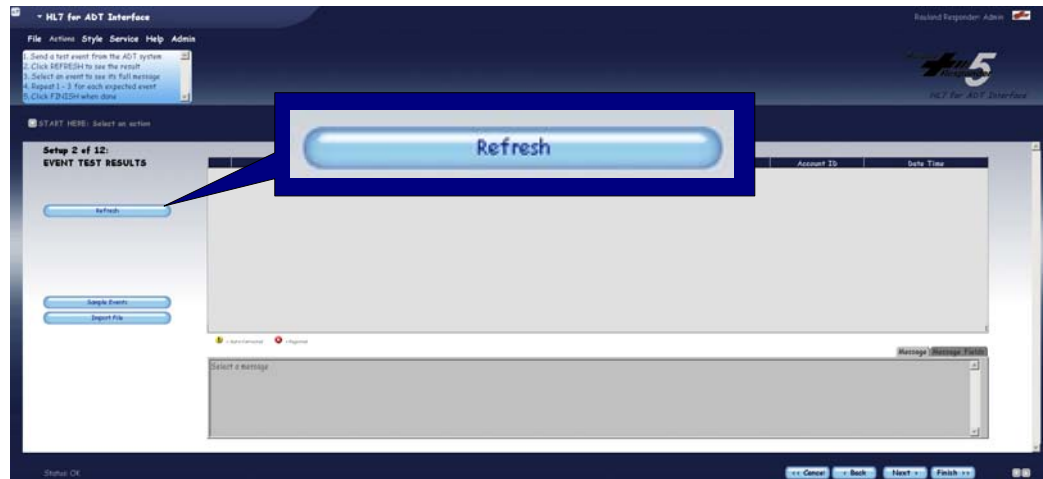 HL7 for ADT Interface
Rauland Responder: Admin
File Actions Style Service Help Admin
1. Send a test event from the ADT system
2. Click REFRESH to see the result
3. Select an event to see its full message
4. Repeat 1 - 3 for each expected event
5. Click FINISH when done
Responder 5
HL7 for ADT Interface
START HERE: Select an action
Setup 2 of 12:
EVENT TEST RESULTS
Refresh
Account ID
Date Time
Refresh
Sample Events
Import File
= Rejected
Message
Message Fields
Select a message
Status: OK
<< Cancel
< Back
Next >
Finish >>